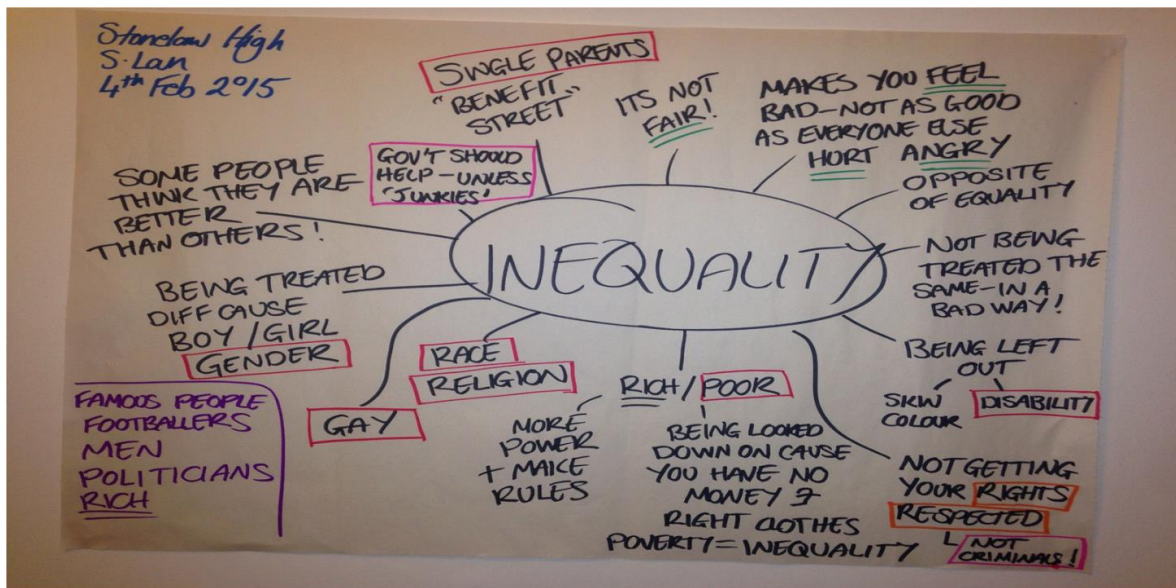 Stonelaw High
S. Lan
4th Feb 2015
SINGLE PARENTS
"BENEFIT
STREET"
ITS NOT
FAIR!
MAKES YOU FEEL
BAD-NOT AS GOOD
AS EVERYONE ELSE
HURT ANGRY
GOV'T SHOULD
HELP-UNLESS
'JUNKIES'
SOME PEOPLE
THINK THEY ARE
BETTER
THAN OTHERS!
OPPOSITE
OF EQUALITY
INEQUALITY
NOT BEING
TREATED THE
SAME-IN A
BAD WAY!
BEING TREATED
DIFF CAUSE
BOY/GIRL
GENDER
RACE
RELIGION
GAY
RICH/POOR
MORE
POWER
+ MAKE
RULES
BEING LOOKED
DOWN ON CAUSE
YOU HAVE NO
MONEY
RIGHT CLOTHES
POVERTY = INEQUALITY
BEING LEFT
OUT
SKIN
COLOUR
DISABILITY
NOT GETTING
YOUR RIGHTS
RESPECTED
NOT
CRIMINALS!
FAMOUS PEOPLE
FOOTBALLERS
MEN
POLITICIANS
RICH